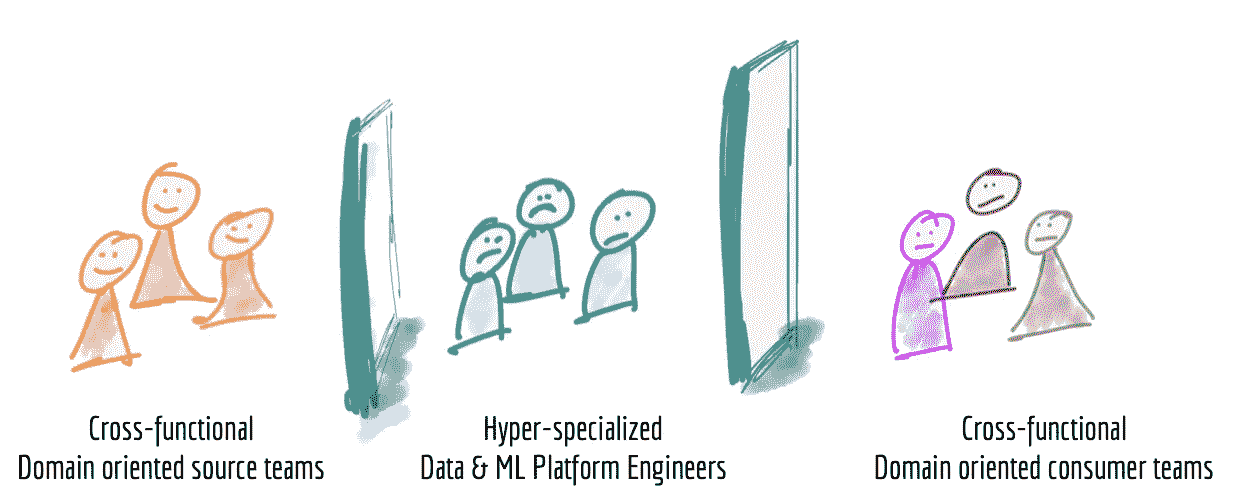 Cross-functional
Domain oriented source teams
Hyper-specialized
Data & ML Platform Engineers
Cross-functional
Domain oriented consumer teams